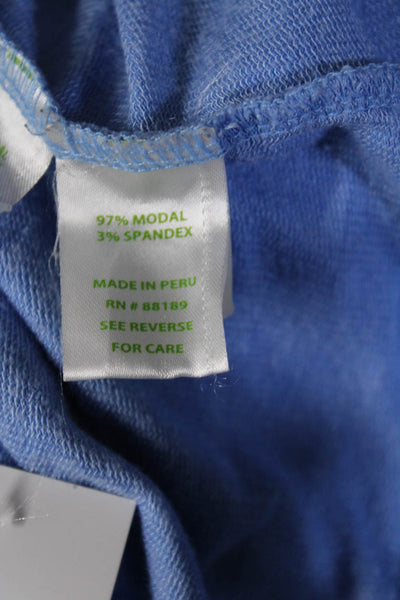 97% MODAL
3% SPANDEX
MADE IN PERU
RN # 88189
SEE REVERSE
FOR CARE